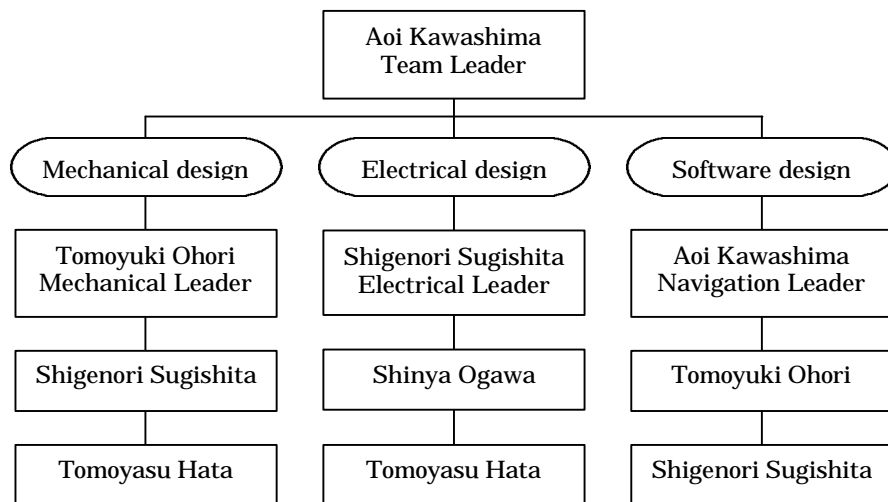 Aoi Kawashima
Team Leader
Mechanical design
Electrical design
Software design
Tomoyuki Ohori
Mechanical Leader
Shigenori Sugishita
Electrical Leader
Aoi Kawashima
Navigation Leader
Shigenori Sugishita
Shinya Ogawa
Tomoyuki Ohori
Tomoyasu Hata
Tomoyasu Hata
Shigenori Sugishita